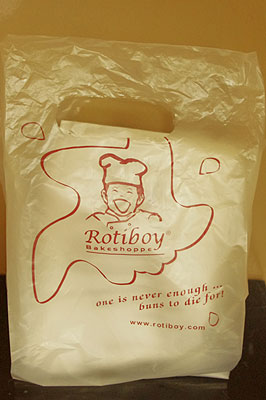 Rotiboy®
Bakeshoppe
one is never enough ...
buns to die for!
www.rotiboy.com